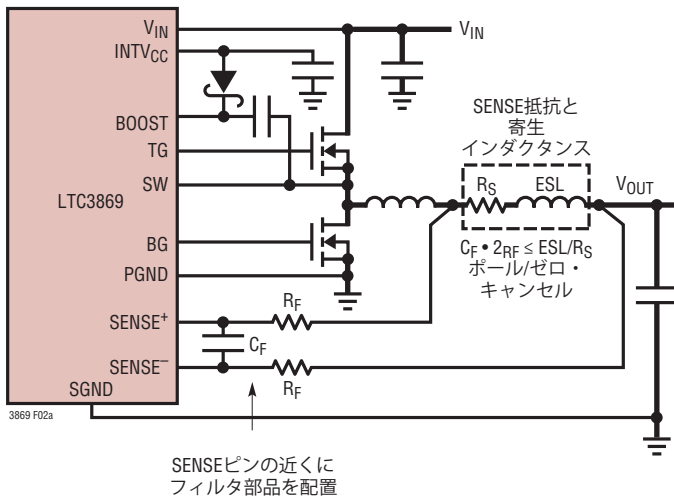 VIN
VIN
INTVCC
SENSE抵抗と
寄生
インダクタンス
BOOST
TG
RS
ESL
VOUT
SW
LTC3869
CF • 2RF ≤ ESL/RS
ポール/ゼロ・
キャンセル
BG
PGND
RF
SENSE+
CF
SENSE–
RF
SGND
3869 F02a
SENSEピンの近くに
フィルタ部品を配置